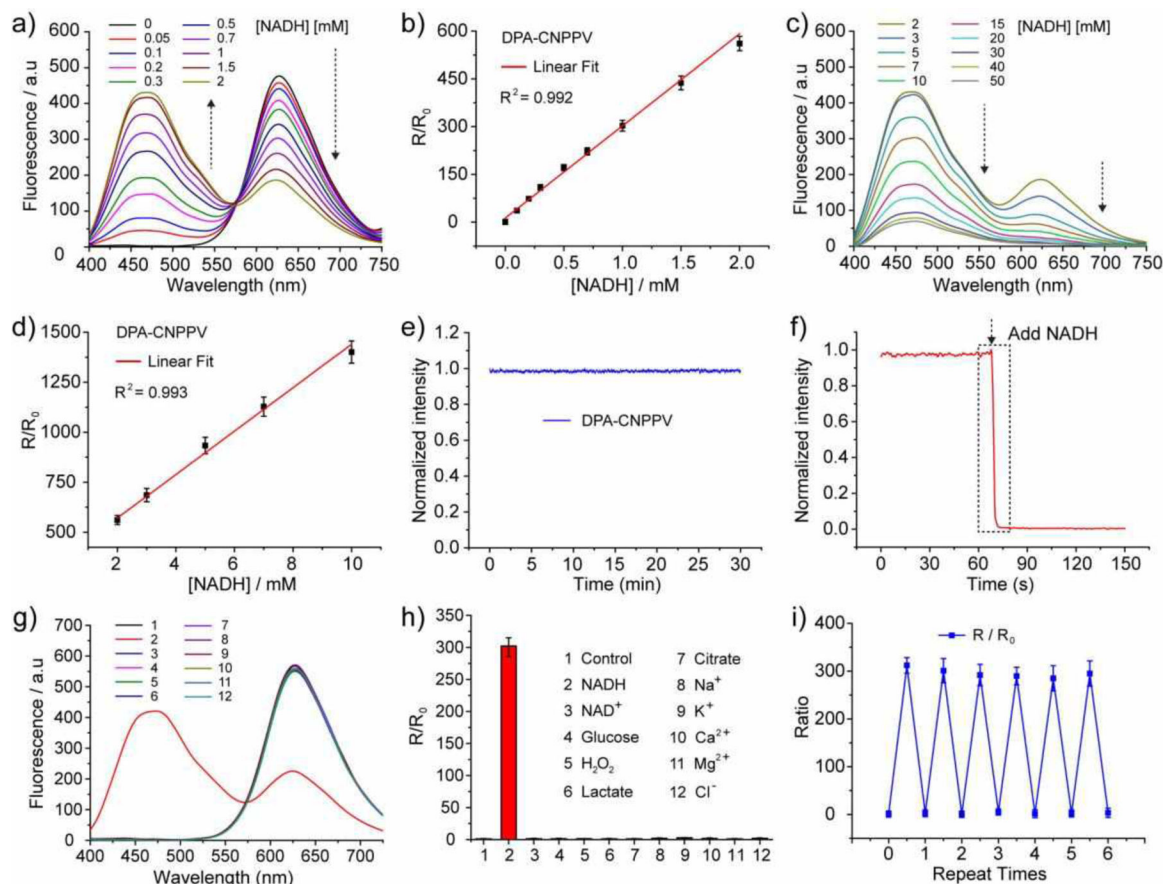 a)
[NADH] [mM]
0 0.5
0.05 0.7
0.1 1
0.2 1.5
0.3 2
Fluorescence / a.u
600
500
400
300
200
100
0
400 450 500 550 600 650 700 750
Wavelength (nm)
b)
DPA-CNPPV
Linear Fit
R² = 0.992
R/R₀
600
450
300
150
0
0.0 0.5 1.0 1.5 2.0
[NADH] / mM
c)
[NADH] [mM]
2 15
3 20
5 30
7 40
10 50
Fluorescence / a.u
600
500
400
300
200
100
0
400 450 500 550 600 650 700 750
Wavelength (nm)
d)
DPA-CNPPV
Linear Fit
R² = 0.993
R/R₀
1500
1250
1000
750
500
2 4 6 8 10
[NADH] / mM
e)
Normalized intensity
1.2
1.0
0.8
0.6
0.4
0.2
0.0
DPA-CNPPV
0 5 10 15 20 25 30
Time (min)
f)
Add NADH
Normalized intensity
1.0
0.8
0.6
0.4
0.2
0.0
0 30 60 90 120 150
Time (s)
g)
1 7
2 8
3 9
4 10
5 11
6 12
Fluorescence / a.u
700
600
500
400
300
200
100
0
400 450 500 550 600 650 700
Wavelength (nm)
h)
R/R₀
350
300
250
200
150
100
50
0
1 Control 7 Citrate
2 NADH 8 Na⁺
3 NAD⁺ 9 K⁺
4 Glucose 10 Ca²⁺
5 H₂O₂ 11 Mg²⁺
6 Lactate 12 Cl⁻
1 2 3 4 5 6 7 8 9 10 11 12
i)
R / R₀
Ratio
400
300
200
100
0
0 1 2 3 4 5 6
Repeat Times